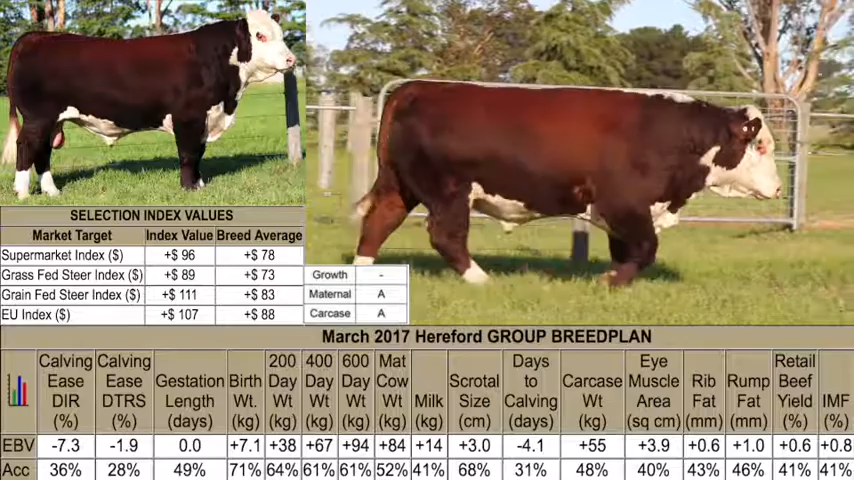 SELECTION INDEX VALUES
Market Target ($) Index Value Breed Average
Supermarket Index ($) +$ 96 +$ 78
Grass Fed Steer Index ($) +$ 89 +$ 73
Grain Fed Steer Index ($) +$ 111 +$ 83
EU Index ($) +$ 107 +$ 88
Growth -
Maternal A
Carcase A
March 2017 Hereford GROUP BREEDPLAN
Calving Ease DIR (%) Calving Ease DTRS (%) Gestation Length (days) Birth Wt. (kg) 200 Day Wt (kg) 400 Day Wt (kg) 600 Day Wt (kg) Mat Cow Wt (kg) Milk (kg) Scrotal Size (cm) Days to Calving (days) Carcase Wt (kg) Eye Muscle Area (sq cm) Rib Fat (mm) Rump Fat (mm) Retail Beef Yield (%) IMF (%)
EBV -7.3 -1.9 0.0 +7.1 +38 +67 +94 +84 +14 +3.0 -4.1 +55 +3.9 +0.6 +1.0 +0.6 +0.8
Acc 36% 28% 49% 71% 64% 61% 61% 52% 41% 68% 31% 48% 40% 43% 46% 41% 41%